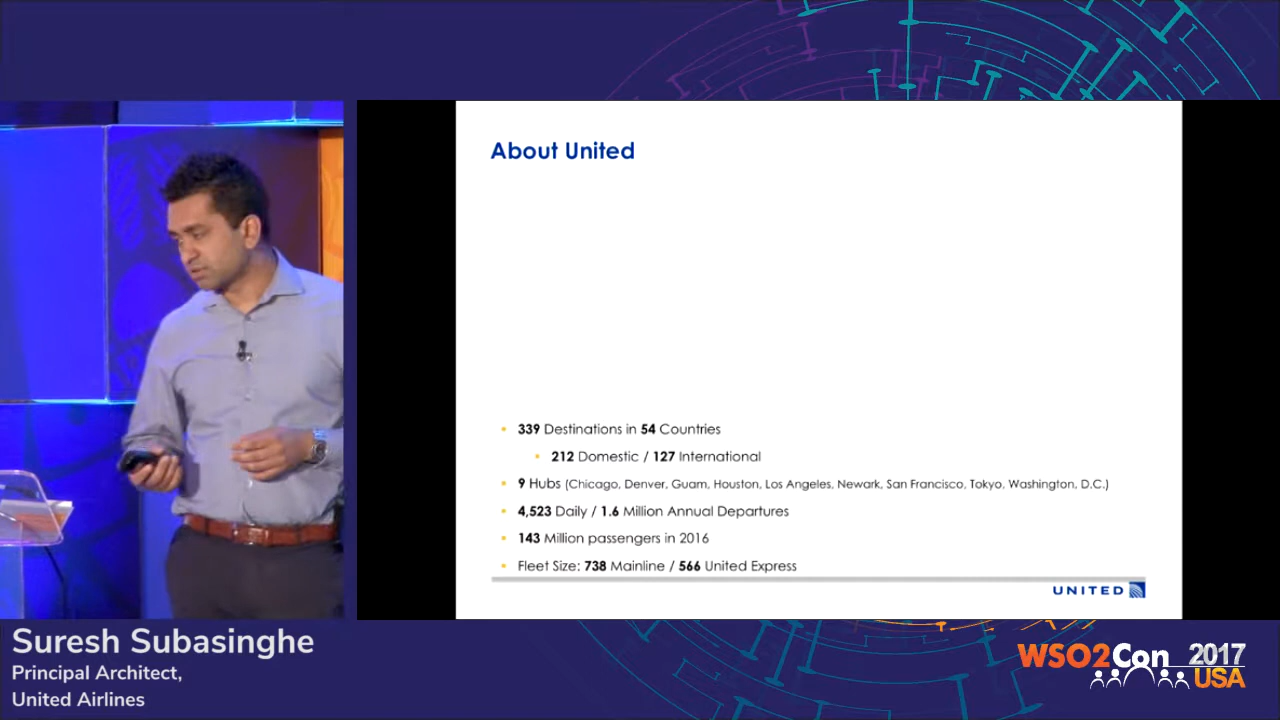 About United
339 Destinations in 54 Countries
212 Domestic / 127 International
9 Hubs (Chicago, Denver, Guam, Houston, Los Angeles, Newark, San Francisco, Tokyo, Washington, D.C.)
4,523 Daily / 1.6 Million Annual Departures
143 Million passengers in 2016
Fleet Size: 738 Mainline / 566 United Express
UNITED
Suresh Subasinghe
Principal Architect,
United Airlines
WSO2Con 2017
USA